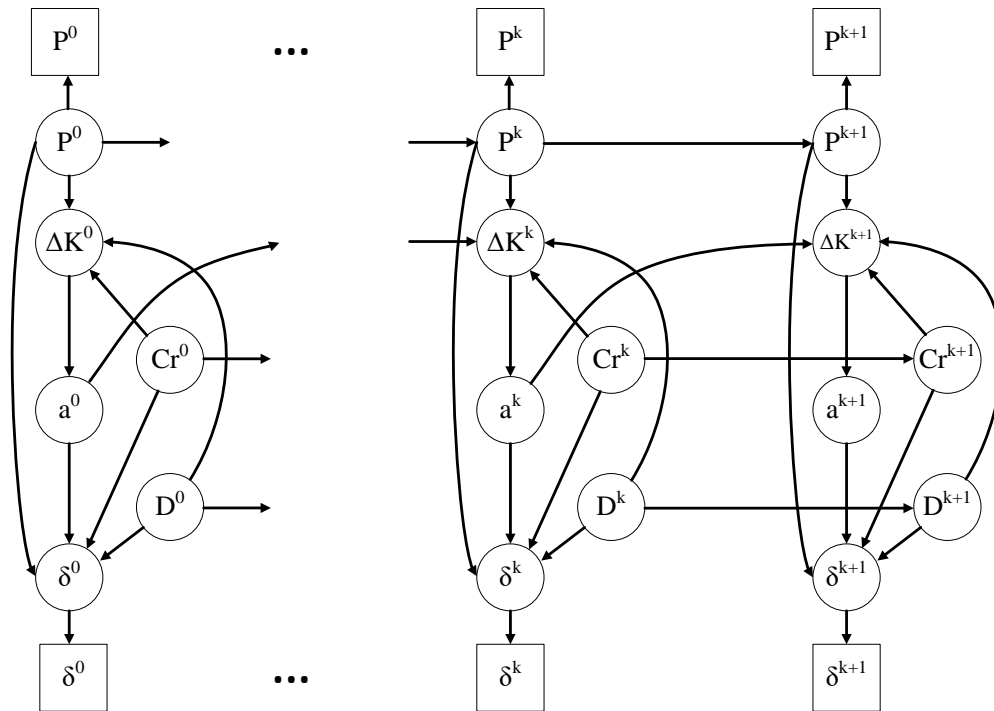 P⁰ ... Pᵏ Pᵏ⁺¹
P⁰ Pᵏ Pᵏ⁺¹
ΔK⁰ ΔKᵏ ΔKᵏ⁺¹
Cr⁰ Crᵏ Crᵏ⁺¹
a⁰ aᵏ aᵏ⁺¹
D⁰ Dᵏ Dᵏ⁺¹
δ⁰ δᵏ δᵏ⁺¹
δ⁰ ... δᵏ δᵏ⁺¹